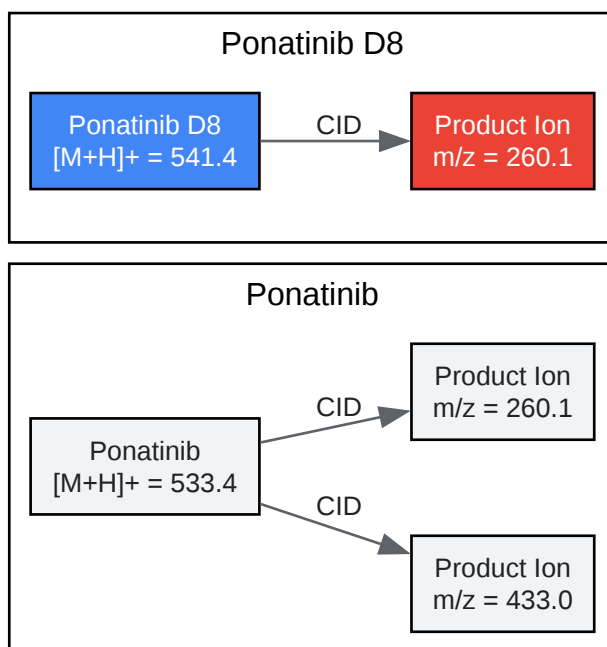 Ponatinib D8
Ponatinib D8
[M+H]+ = 541.4
CID
Product Ion
m/z = 260.1
Ponatinib
Ponatinib
[M+H]+ = 533.4
CID
Product Ion
m/z = 260.1
CID
Product Ion
m/z = 433.0